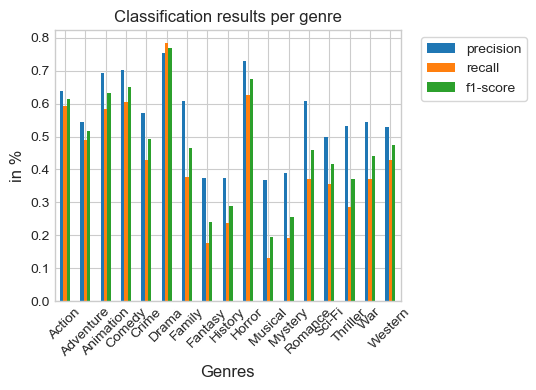 Classification results per genre
precision
recall
f1-score
in %
0.8
0.7
0.6
0.5
0.4
0.3
0.2
0.1
0.0
Action
Adventure
Animation
Comedy
Crime
Drama
Family
Fantasy
History
Horror
Musical
Mystery
Romance
Sci-Fi
Thriller
War
Western
Genres